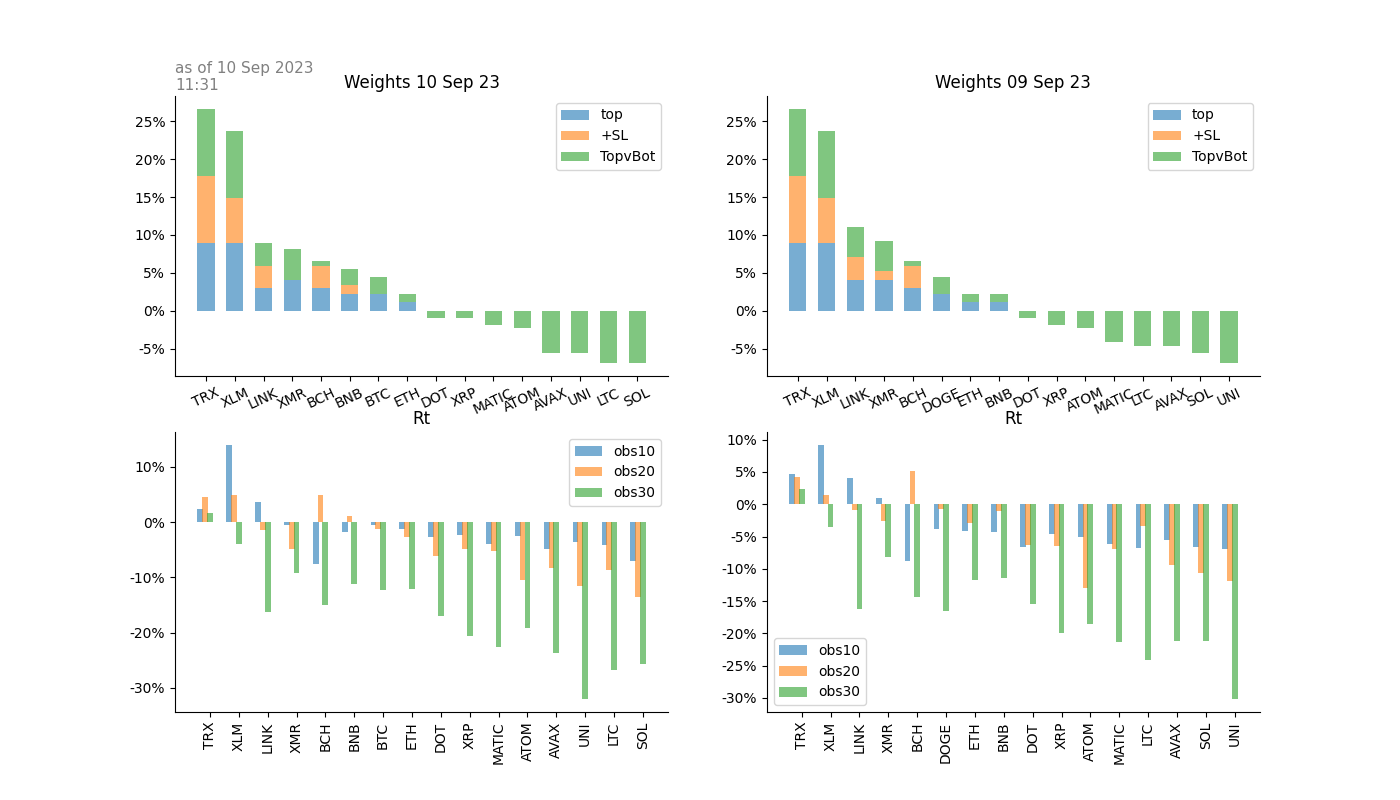 as of 10 Sep 2023
11:31
Weights 10 Sep 23
25%
20%
15%
10%
5%
0%
-5%
top
+SL
TopvBot
TRX XLM LINK XMR BCH BNB BTC ETH DOT XRP MATIC ATOM AVAX UNI LTC SOL
Weights 09 Sep 23
25%
20%
15%
10%
5%
0%
-5%
top
+SL
TopvBot
TRX XLM LINK XMR BCH DOGE ETH BNB DOT XRP ATOM MATIC LTC AVAX SOL UNI
Rt
10%
0%
-10%
-20%
-30%
obs10
obs20
obs30
TRX XLM LINK XMR BCH BNB BTC ETH DOT XRP MATIC ATOM AVAX UNI LTC SOL
Rt
10%
5%
0%
-5%
-10%
-15%
-20%
-25%
-30%
obs10
obs20
obs30
TRX XLM LINK XMR BCH DOGE ETH BNB DOT XRP ATOM MATIC LTC AVAX SOL UNI